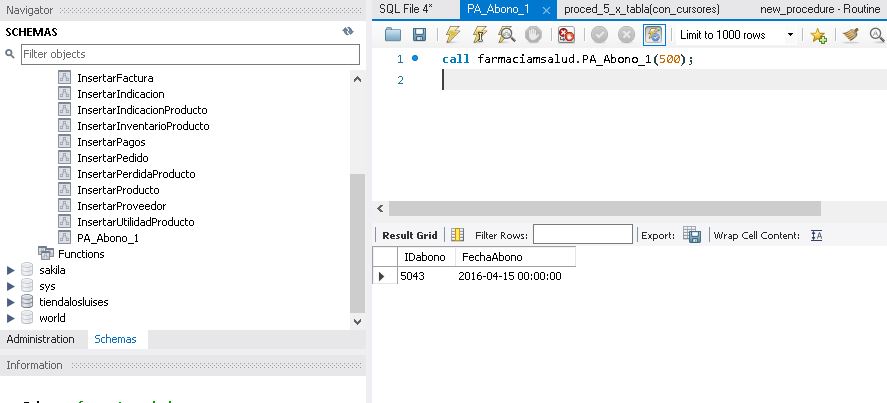 Navigator
SCHEMAS
Filter objects
InsertarFactura
InsertarIndicacion
InsertarIndicacionProducto
InsertarInventarioProducto
InsertarPagos
InsertarPedido
InsertarPerdidaProducto
InsertarProducto
InsertarProveedor
InsertarUtilidadProducto
PA_Abono_1
Functions
sakila
sys
tiendalosluises
world
Administration Schemas
Information
SQL File 4* PA_Abono_1 proced_5_x_tabla(con_cursores) new_procedure - Routine
Limit to 1000 rows
1 call farmaciamsalud.PA_Abono_1(500);
2
Result Grid Filter Rows: Export: Wrap Cell Content: IA
IDabono FechaAbono
5043 2016-04-15 00:00:00